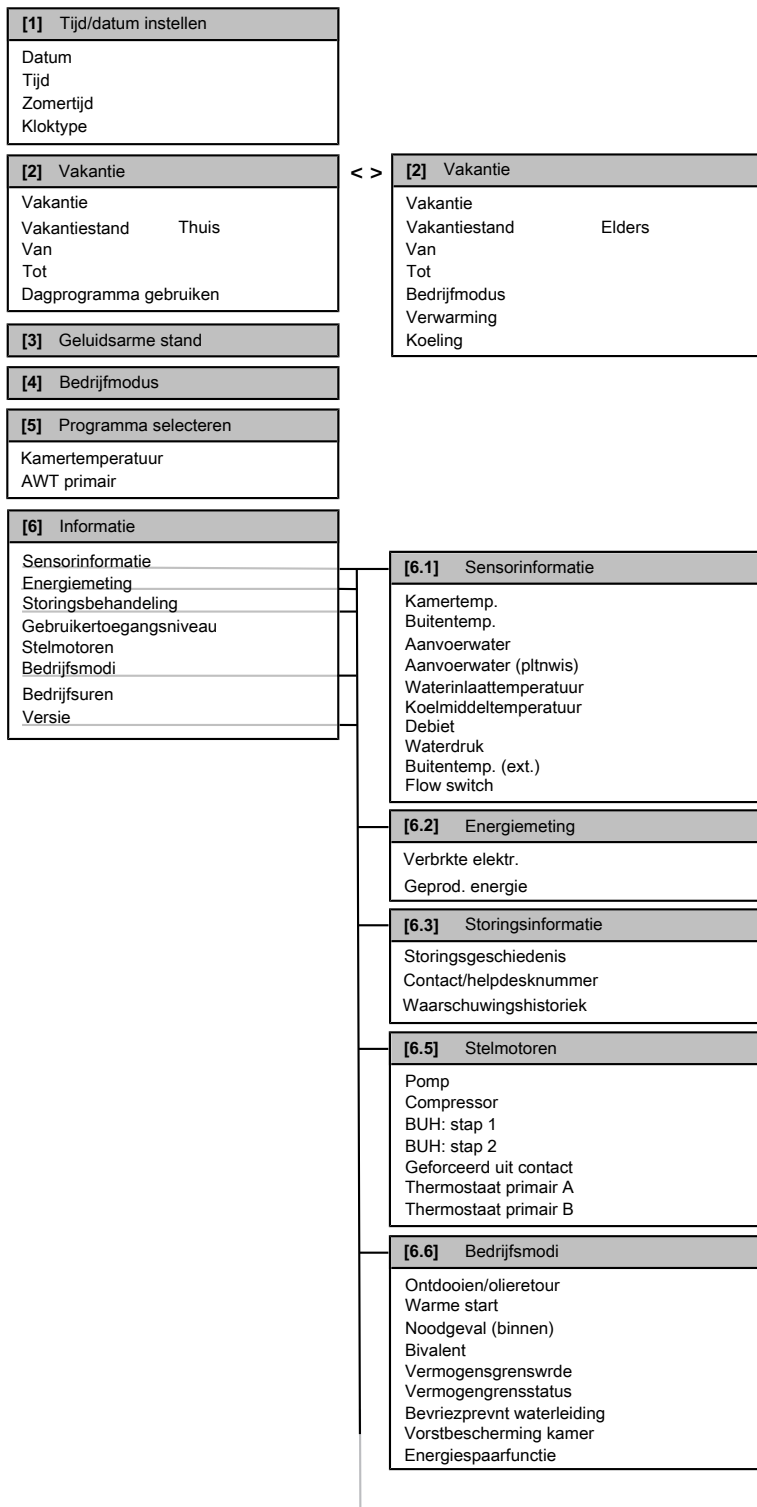 [1] Tijd/datum instellen
Datum
Tijd
Zomertijd
Kloktype
[2] Vakantie
Vakantie
Vakantiestand Thuis
Van
Tot
Dagprogramma gebruiken
< >
[2] Vakantie
Vakantie
Vakantiestand Elders
Van
Tot
Bedrijfmodus
Verwarming
Koeling
[3] Geluidsarme stand
[4] Bedrijfmodus
[5] Programma selecteren
Kamertemperatuur
AWT primair
[6] Informatie
Sensorinformatie
Energiemeting
Storingsbehandeling
Gebruikertoegangsniveau
Stelmotoren
Bedrijfsmodi
Bedrijfsuren
Versie
[6.1] Sensorinformatie
Kamertemp.
Buitentemp.
Aanvoerwater
Aanvoerwater (pltnwis)
Waterinlaattemperatuur
Koelmiddeltemperatuur
Debiet
Waterdruk
Buitentemp. (ext.)
Flow switch
[6.2] Energiemeting
Verbrkte elektr.
Geprod. energie
[6.3] Storingsinformatie
Storingsgeschiedenis
Contact/helpdesknummer
Waarschuwingshistoriek
[6.5] Stelmotoren
Pomp
Compressor
BUH: stap 1
BUH: stap 2
Geforceerd uit contact
Thermostaat primair A
Thermostaat primair B
[6.6] Bedrijfsmodi
Ontdooien/olieretour
Warme start
Noodgeval (binnen)
Bivalent
Vermogensgrenswrde
Vermogengrensstatus
Bevriezprevnt waterleiding
Vorstbescherming kamer
Energiespaarfunctie